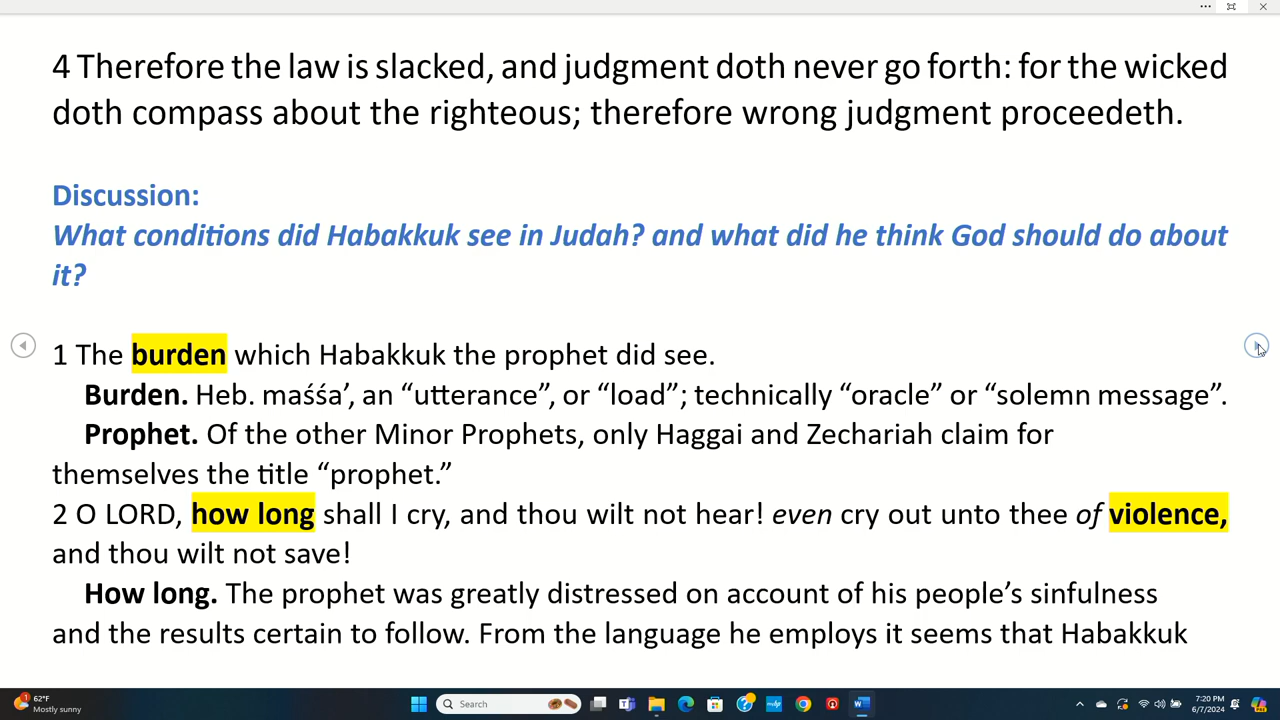 4 Therefore the law is slacked, and judgment doth never go forth: for the wicked
doth compass about the righteous; therefore wrong judgment proceedeth.
Discussion:
What conditions did Habakkuk see in Judah? and what did he think God should do about
it?
1 The burden which Habakkuk the prophet did see.
Burden. Heb. maśśa’, an “utterance”, or “load”; technically “oracle” or “solemn message”.
Prophet. Of the other Minor Prophets, only Haggai and Zechariah claim for
themselves the title “prophet.”
2 O LORD, how long shall I cry, and thou wilt not hear! even cry out unto thee of violence,
and thou wilt not save!
How long. The prophet was greatly distressed on account of his people’s sinfulness
and the results certain to follow. From the language he employs it seems that Habakkuk
1
62°F
Mostly sunny
Search
7:20 PM
6/7/2024